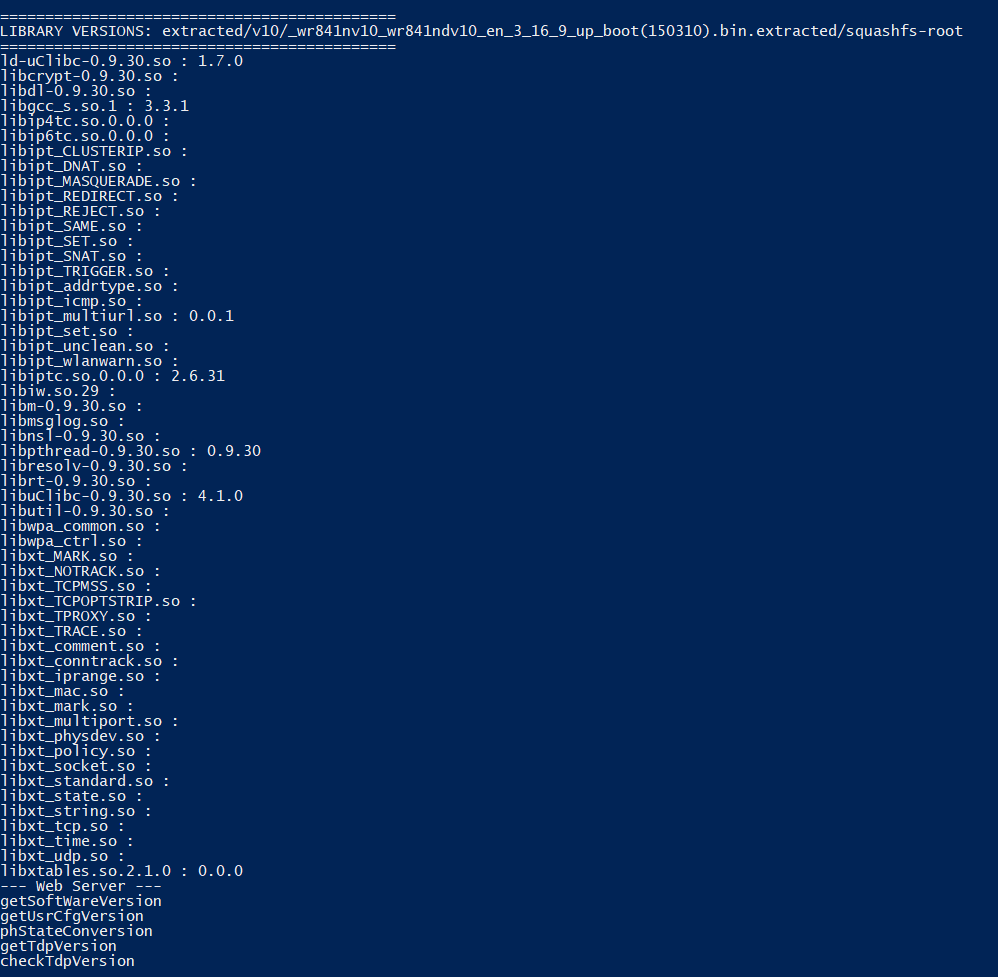 ============================================
LIBRARY VERSIONS: extracted/v10/_wr841nv10_wr841ndv10_en_3_16_9_up_boot(150310).bin.extracted/squashfs-root
============================================
ld-uClibc-0.9.30.so : 1.7.0
libcrypt-0.9.30.so :
libdl-0.9.30.so :
libgcc_s.so.1 : 3.3.1
libip4tc.so.0.0.0 :
libip6tc.so.0.0.0 :
libipt_CLUSTERIP.so :
libipt_DNAT.so :
libipt_MASQUERADE.so :
libipt_REDIRECT.so :
libipt_REJECT.so :
libipt_SAME.so :
libipt_SET.so :
libipt_SNAT.so :
libipt_TRIGGER.so :
libipt_addrtype.so :
libipt_icmp.so :
libipt_multiurl.so : 0.0.1
libipt_set.so :
libipt_unclean.so :
libipt_wlanwarn.so :
libiptc.so.0.0.0 : 2.6.31
libiw.so.29 :
libm-0.9.30.so :
libmsglog.so :
libnsl-0.9.30.so :
libpthread-0.9.30.so : 0.9.30
libresolv-0.9.30.so :
librt-0.9.30.so :
libuClibc-0.9.30.so : 4.1.0
libutil-0.9.30.so :
libwpa_common.so :
libwpa_ctrl.so :
libxt_MARK.so :
libxt_NOTRACK.so :
libxt_TCPMSS.so :
libxt_TCPOPTSTRIP.so :
libxt_TPROXY.so :
libxt_TRACE.so :
libxt_comment.so :
libxt_conntrack.so :
libxt_iprange.so :
libxt_mac.so :
libxt_mark.so :
libxt_multiport.so :
libxt_physdev.so :
libxt_policy.so :
libxt_socket.so :
libxt_standard.so :
libxt_state.so :
libxt_string.so :
libxt_tcp.so :
libxt_time.so :
libxt_udp.so :
libxtables.so.2.1.0 : 0.0.0
--- Web Server ---
getSoftWareVersion
getUsrCfgVersion
phStateConversion
getTdpVersion
checkTdpVersion